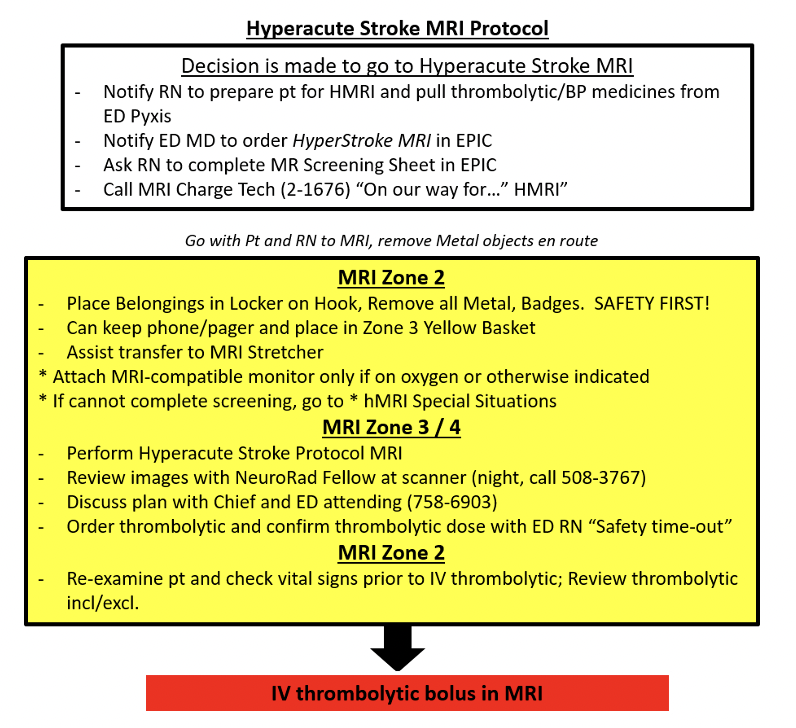 Hyperacute Stroke MRI Protocol
Decision is made to go to Hyperacute Stroke MRI
- Notify RN to prepare pt for HMRI and pull thrombolytic/BP medicines from
ED Pyxis
- Notify ED MD to order HyperStroke MRI in EPIC
- Ask RN to complete MR Screening Sheet in EPIC
- Call MRI Charge Tech (2-1676) “On our way for…” HMRI”
Go with Pt and RN to MRI, remove Metal objects en route
MRI Zone 2
- Place Belongings in Locker on Hook, Remove all Metal, Badges. SAFETY FIRST!
- Can keep phone/pager and place in Zone 3 Yellow Basket
- Assist transfer to MRI Stretcher
* Attach MRI-compatible monitor only if on oxygen or otherwise indicated
* If cannot complete screening, go to * hMRI Special Situations
MRI Zone 3 / 4
- Perform Hyperacute Stroke Protocol MRI
- Review images with NeuroRad Fellow at scanner (night, call 508-3767)
- Discuss plan with Chief and ED attending (758-6903)
- Order thrombolytic and confirm thrombolytic dose with ED RN “Safety time-out”
MRI Zone 2
- Re-examine pt and check vital signs prior to IV thrombolytic; Review thrombolytic
incl/excl.
IV thrombolytic bolus in MRI